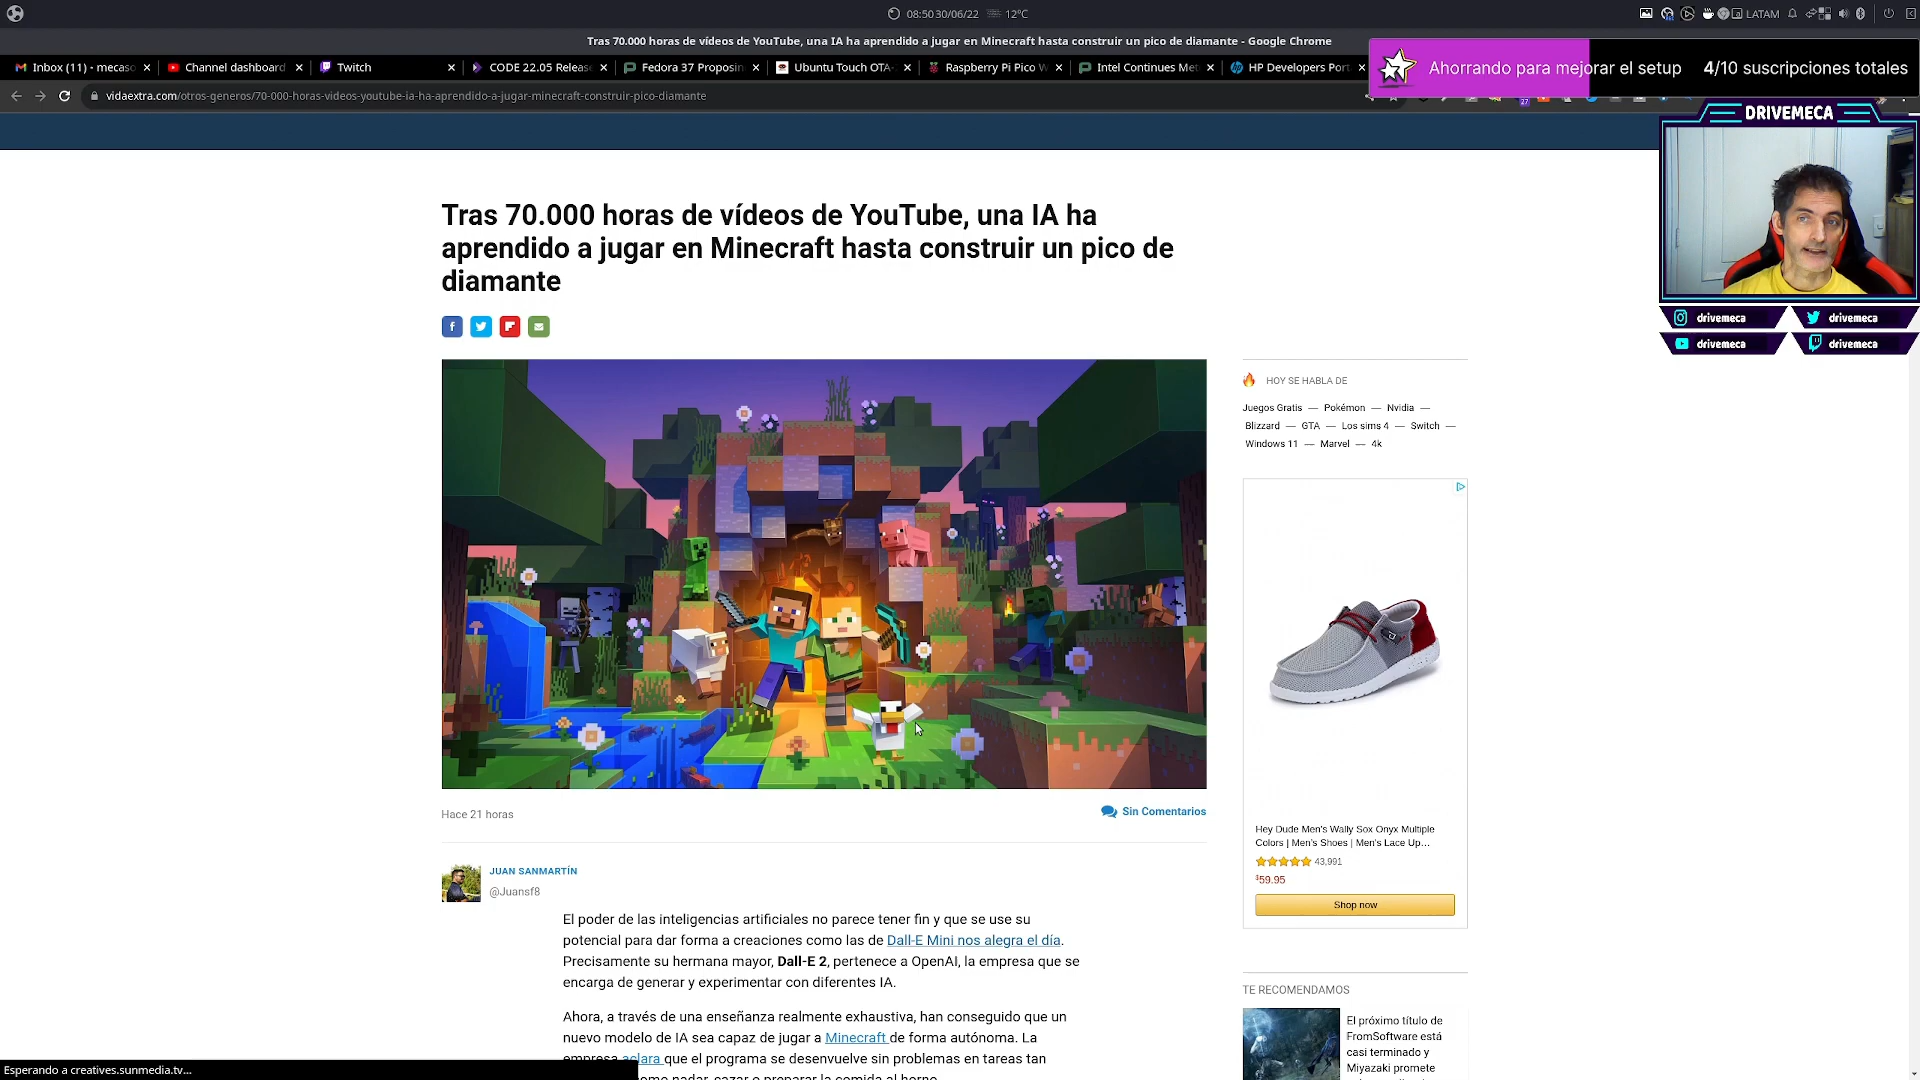 08:50 30/06/22 12°C
LATAM
Tras 70.000 horas de vídeos de YouTube, una IA ha aprendido a jugar en Minecraft hasta construir un pico de diamante - Google Chrome
Inbox (11) - mecaso
Channel dashboard
Twitch
CODE 22.05 Releas
Fedora 37 Proposin
Ubuntu Touch OTA-
Raspberry Pi Pico W
Intel Continues Met
HP Developers Port
Ahorrando para mejorar el setup 4/10 suscripciones totales
vidaextra.com/otros-generos/70-000-horas-videos-youtube-ia-ha-aprendido-a-jugar-minecraft-construir-pico-diamante
27
DRIVEMECA
drivemeca
drivemeca
drivemeca
drivemeca
Tras 70.000 horas de vídeos de YouTube, una IA ha
aprendido a jugar en Minecraft hasta construir un pico de
diamante
HOY SE HABLA DE
Juegos Gratis — Pokémon — Nvidia —
Blizzard — GTA — Los sims 4 — Switch —
Windows 11 — Marvel — 4k
Hey Dude Men's Wally Sox Onyx Multiple
Colors | Men's Shoes | Men's Lace Up...
43,991
$59.95
Shop now
Hace 21 horas
Sin Comentarios
JUAN SANMARTÍN
@Juansf8
El poder de las inteligencias artificiales no parece tener fin y que se use su
potencial para dar forma a creaciones como las de Dall-E Mini nos alegra el día.
Precisamente su hermana mayor, Dall-E 2, pertenece a OpenAI, la empresa que se
encarga de generar y experimentar con diferentes IA.
Ahora, a través de una enseñanza realmente exhaustiva, han conseguido que un
nuevo modelo de IA sea capaz de jugar a Minecraft de forma autónoma. La
empresa aclara que el programa se desenvuelve sin problemas en tareas tan
como nadar, cazar o preparar la comida al horno
TE RECOMENDAMOS
El próximo título de
FromSoftware está
casi terminado y
Miyazaki promete
Esperando a creatives.sunmedia.tv...